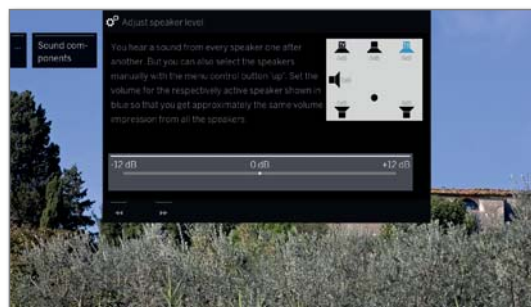 Adjust speaker level
...
Sound com-
ponents
You hear a sound from every speaker one after
another. But you can also select the speakers
manually with the menu control button 'up'. Set the
volume for the respectively active speaker shown in
blue so that you get approximately the same volume
impression from all the speakers.
-12 dB 0 dB +12 dB